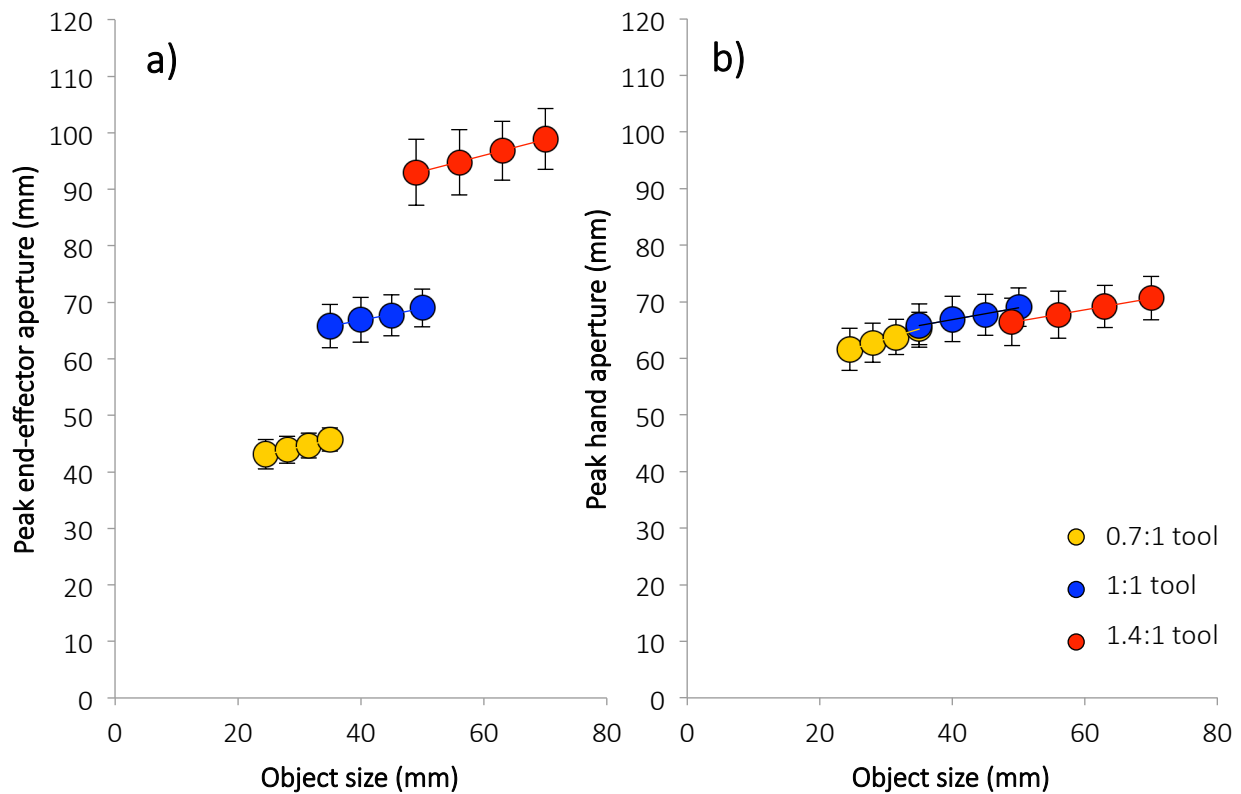 a)
120
110
100
90
80
70
60
50
40
30
20
10
0
0 20 40 60 80
Peak end-effector aperture (mm)
Object size (mm)
b)
120
110
100
90
80
70
60
50
40
30
20
10
0
0 20 40 60 80
Peak hand aperture (mm)
Object size (mm)
0.7:1 tool
1:1 tool
1.4:1 tool